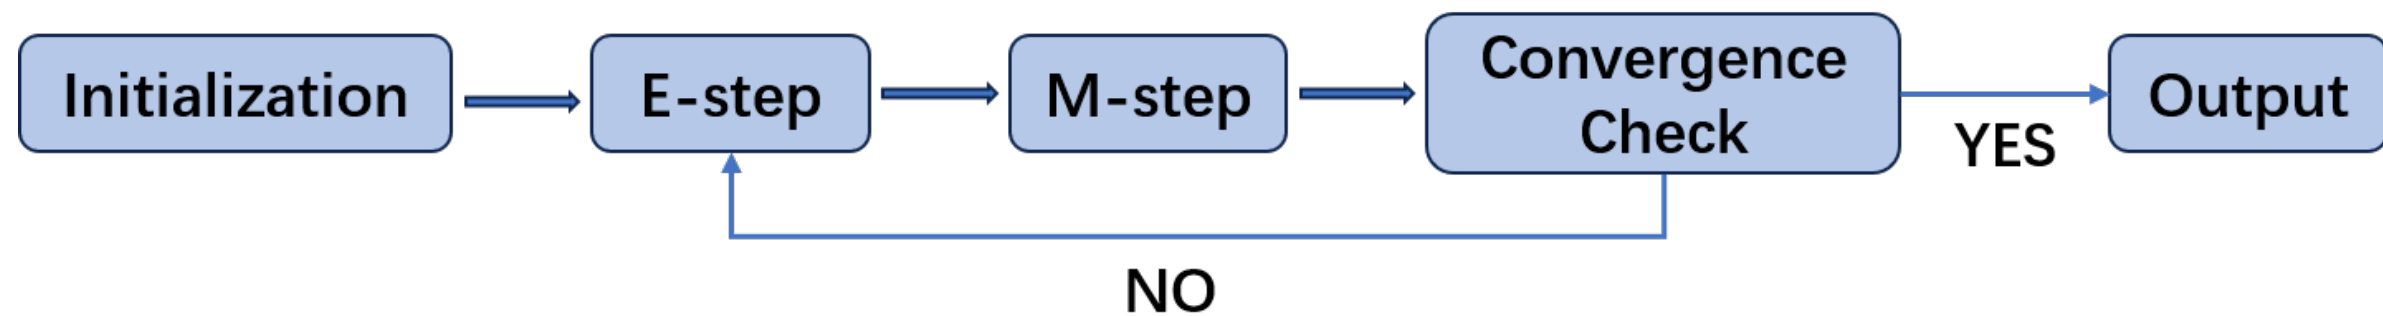 Initialization
E-step
M-step
Convergence
Check
YES
Output
NO